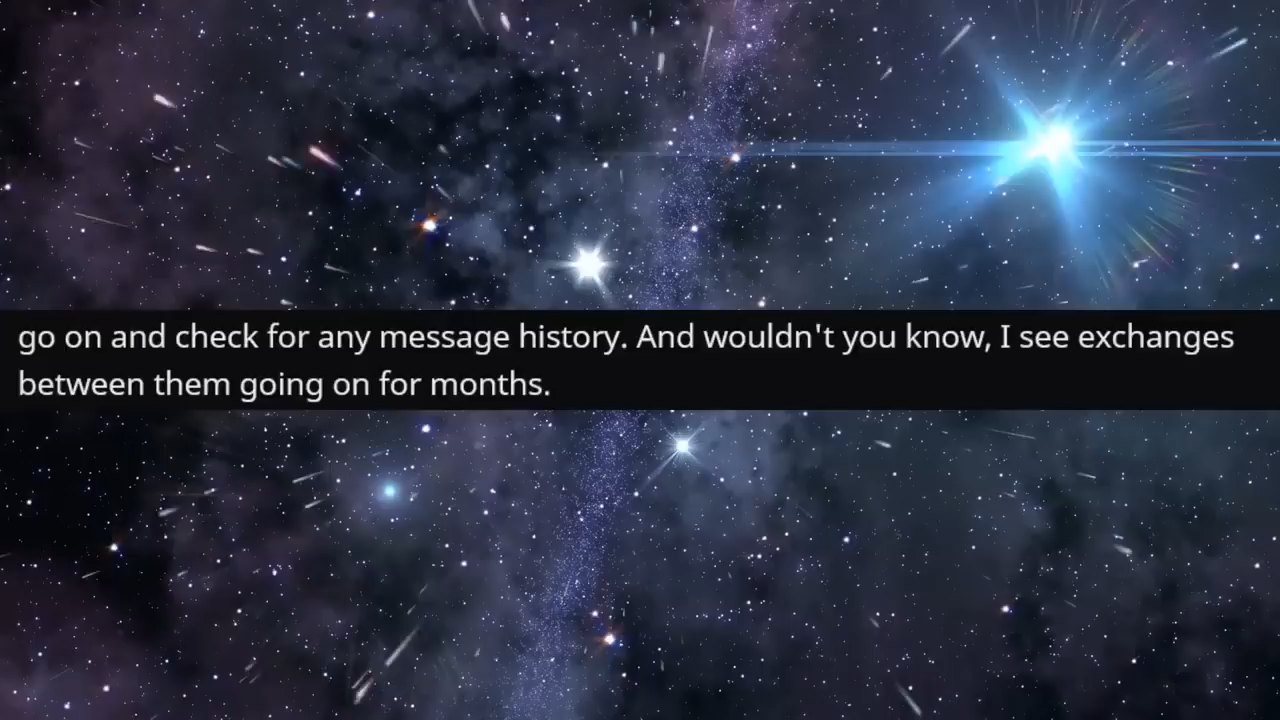 go on and check for any message history. And wouldn't you know, I see exchanges
between them going on for months.